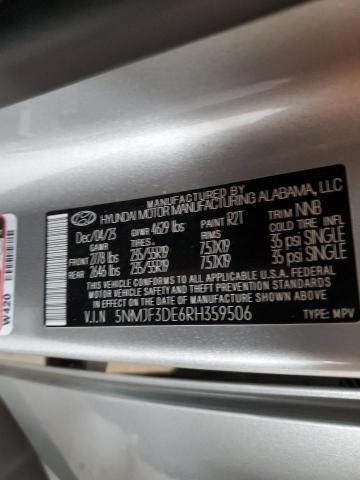 MANUFACTURED BY
HYUNDAI MOTOR MANUFACTURING ALABAMA, LLC
Dec/04/23 GVWR 4629 lbs PAINT R2T TRIM NNB
GAWR TIRES RIMS COLD TIRE INFL
FRONT 2778 lbs 235/55R19 7.5JX19 35 psi SINGLE
REAR 2646 lbs 235/55R19 7.5JX19 35 psi SINGLE
THIS VEHICLE CONFORMS TO ALL APPLICABLE U.S.A FEDERAL
MOTOR VEHICLE SAFETY AND THEFT PREVENTION STANDARDS
IN EFFECT ON THE DATE OF MANUFACTURE SHOWN ABOVE.
V.I.N 5NMJF3DE6RH359506 TYPE: MPV
W420